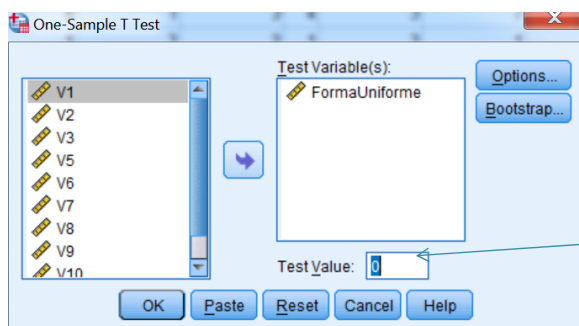 One-Sample T Test
X
Test Variable(s):
V1
V2
V3
V5
V6
V7
V8
V9
V10
FormaUniforme
Options...
Bootstrap...
Test Value: 0
OK Paste Reset Cancel Help